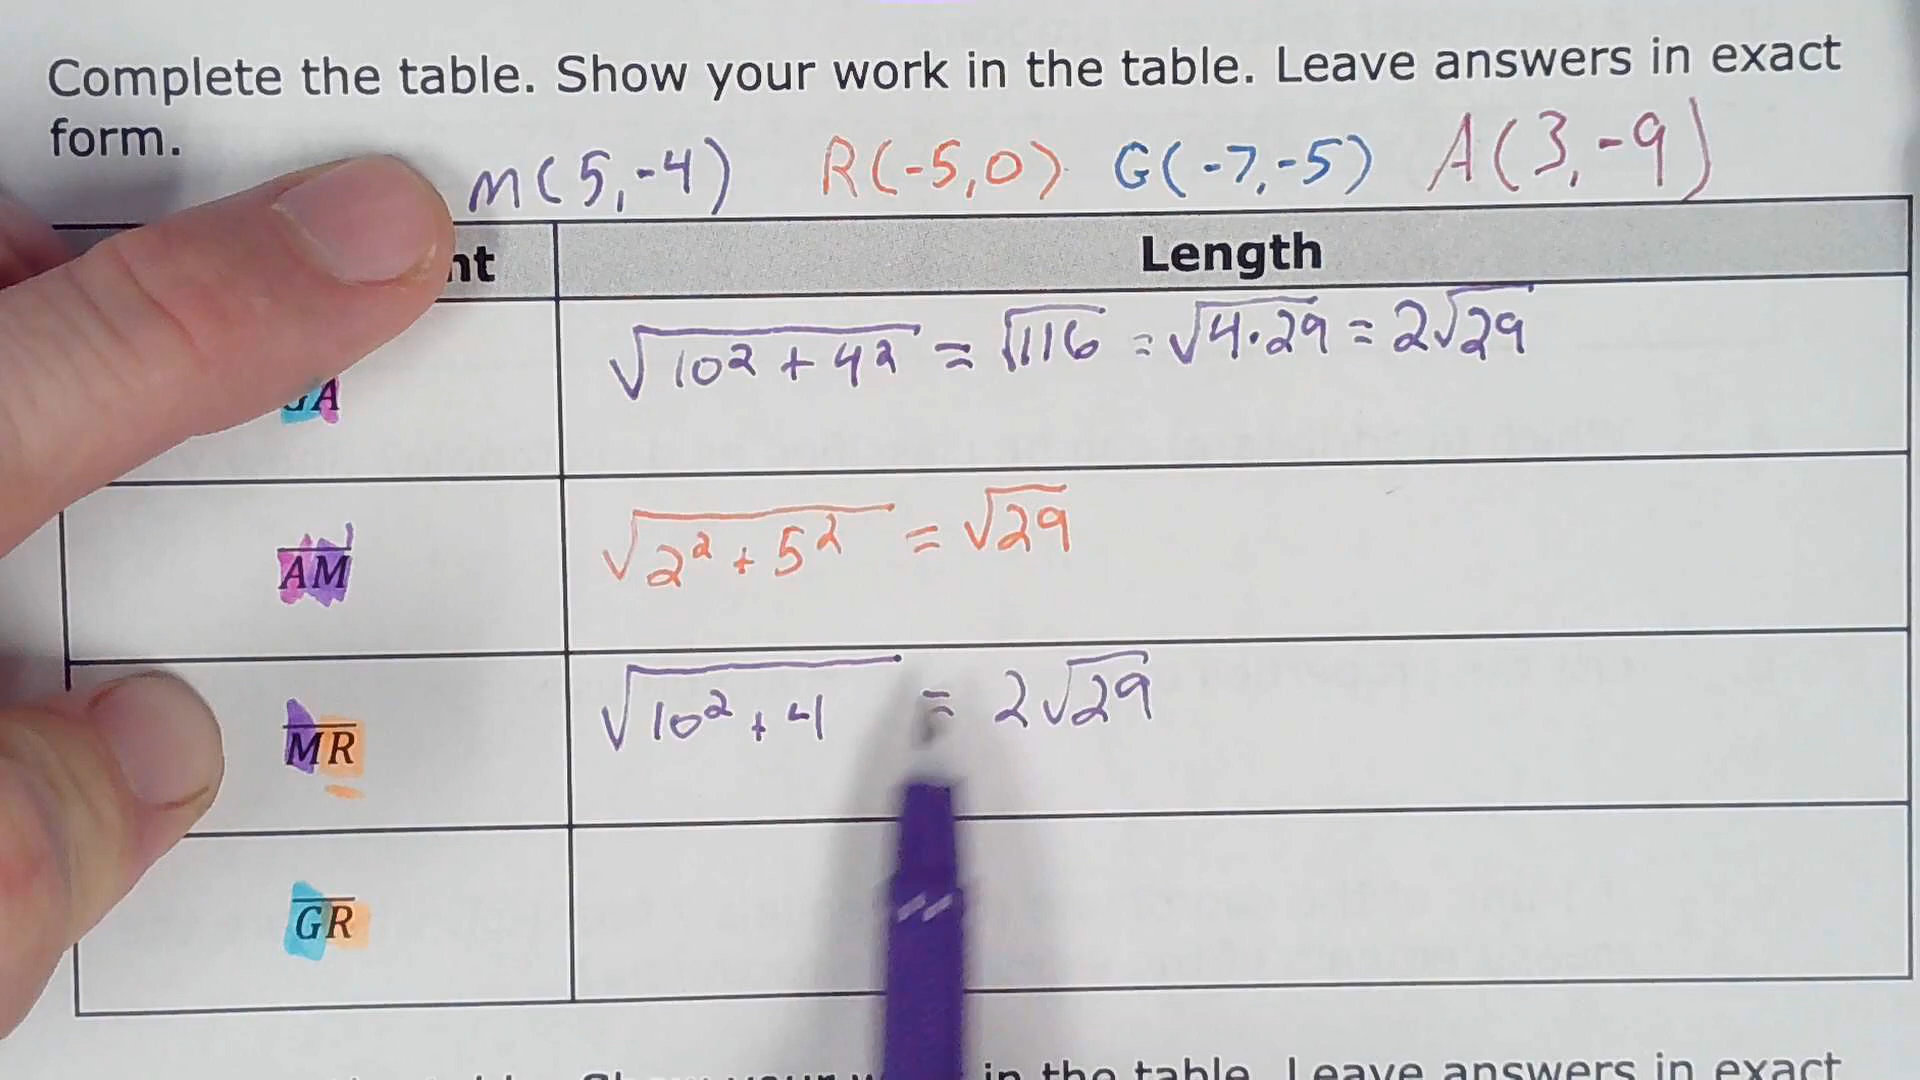 Complete the table. Show your work in the table. Leave answers in exact
form.
M(5,-4) R(-5,0) G(-7,-5) A(3,-9)
nt Length
GA √(10² + 4²) = √116 = √(4·29) = 2√29
AM √(2² + 5²) = √29
MR √(10² + 4) = 2√29
GR
in the table. Leave answers in exact